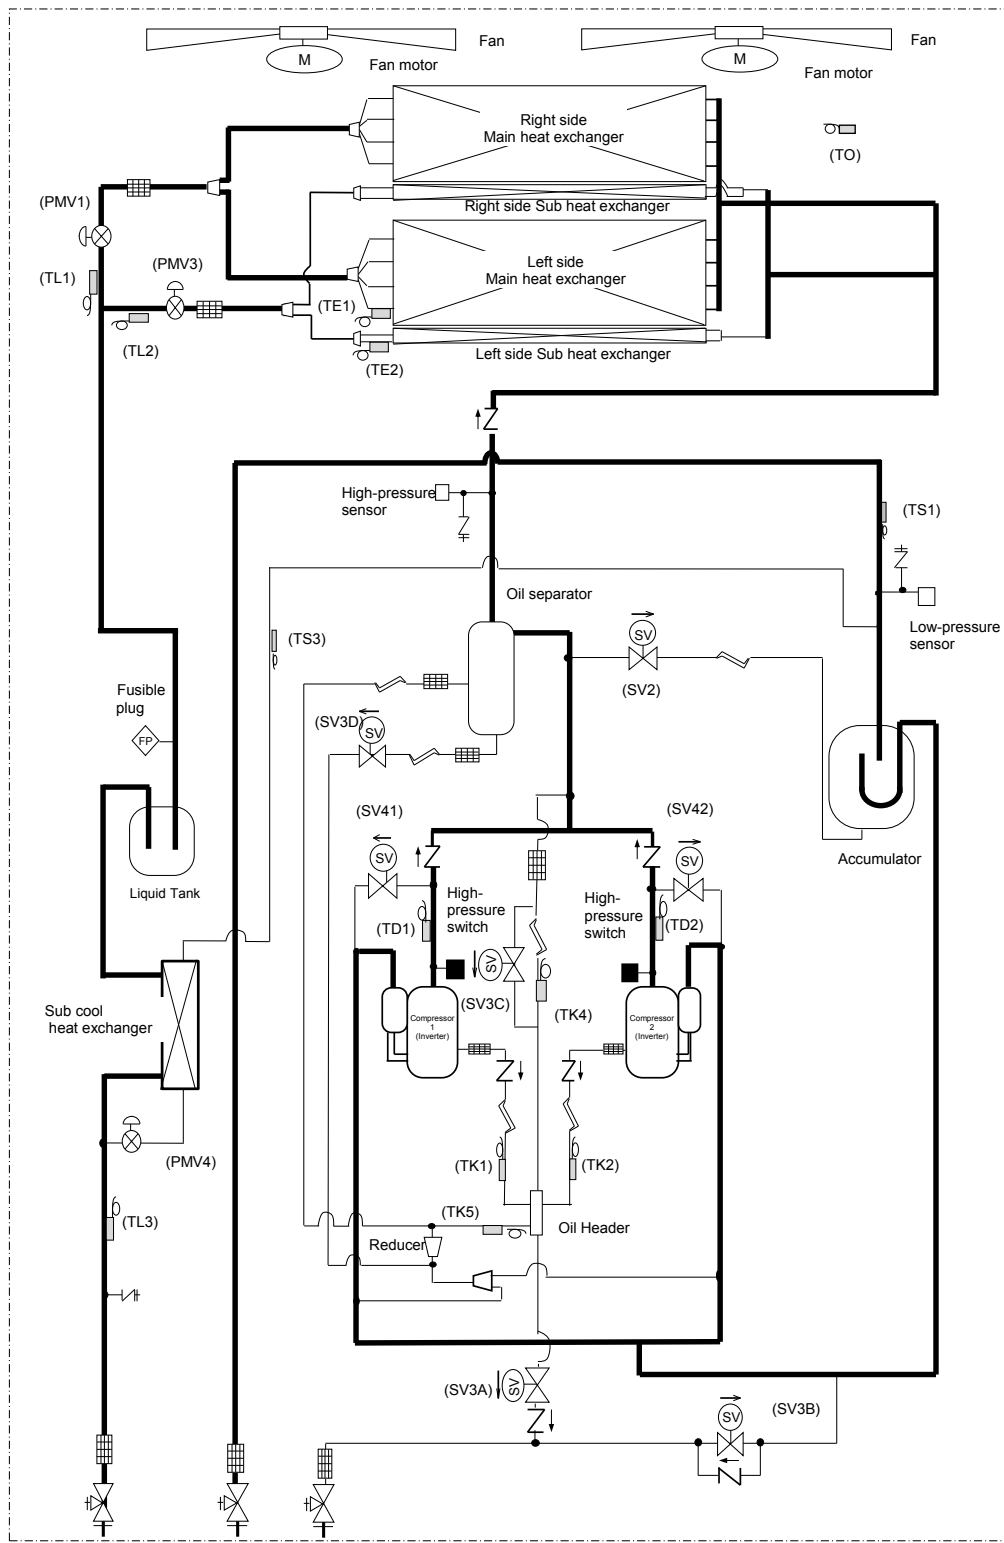 Fan
Fan
M
M
Fan motor
Fan motor
Right side
Main heat exchanger
(TO)
(PMV1)
Right side Sub heat exchanger
(TL1)
(PMV3)
Left side
Main heat exchanger
(TE1)
(TL2)
Left side Sub heat exchanger
(TE2)
High-pressure
sensor
(TS1)
Oil separator
SV
Low-pressure
sensor
(TS3)
(SV2)
Fusible
plug
FP
(SV3D)
SV
(SV41)
(SV42)
SV
SV
Accumulator
Liquid Tank
High-
pressure
switch
High-
pressure
switch
(TD1)
(TD2)
SV
(SV3C)
(TK4)
Sub cool
heat exchanger
Compressor
1
(Inverter)
Compressor
2
(Inverter)
(PMV4)
(TK1)
(TK2)
(TL3)
(TK5)
Oil Header
Reducer
(SV3A)
SV
SV
(SV3B)